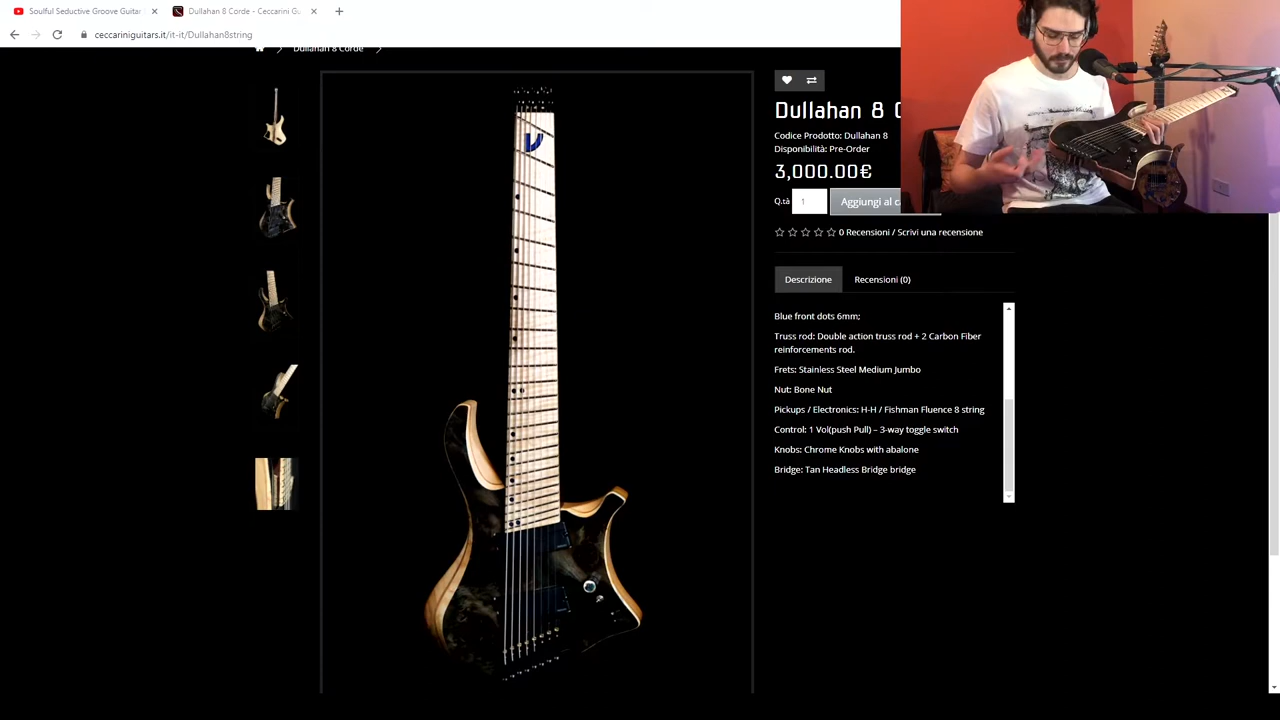 Soulful Seductive Groove Guitar
Dullahan 8 Corde - Ceccarini Gu
ceccariniguitars.it/it-it/Dullahan8string
Dullahan 8 Corde
Dullahan 8
Codice Prodotto: Dullahan 8
Disponibilità: Pre-Order
3,000.00€
Q.tà 1 Aggiungi al
0 Recensioni / Scrivi una recensione
Descrizione Recensioni (0)
Blue front dots 6mm;
Truss rod: Double action truss rod + 2 Carbon Fiber
reinforcements rod.
Frets: Stainless Steel Medium Jumbo
Nut: Bone Nut
Pickups / Electronics: H-H / Fishman Fluence 8 string
Control: 1 Vol(push Pull) – 3-way toggle switch
Knobs: Chrome Knobs with abalone
Bridge: Tan Headless Bridge bridge